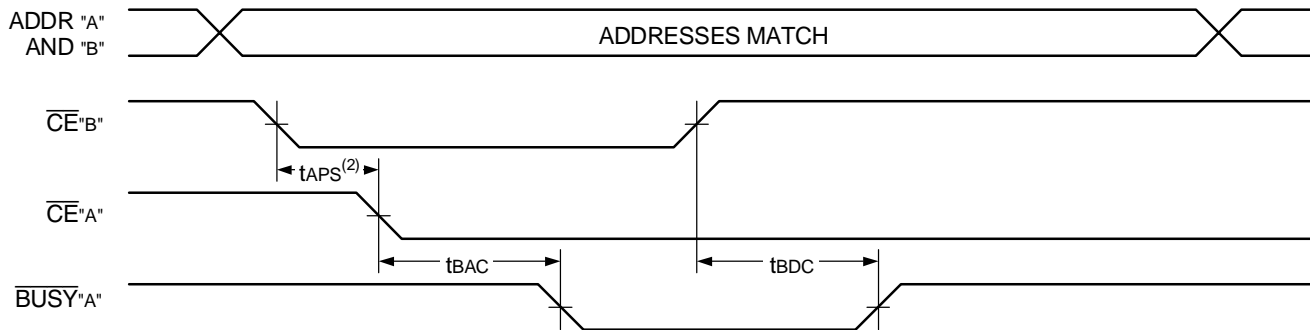 ADDR "A"
AND "B"
ADDRESSES MATCH
CE"B"
tAPS(2)
CE"A"
tBAC
tBDC
BUSY"A"